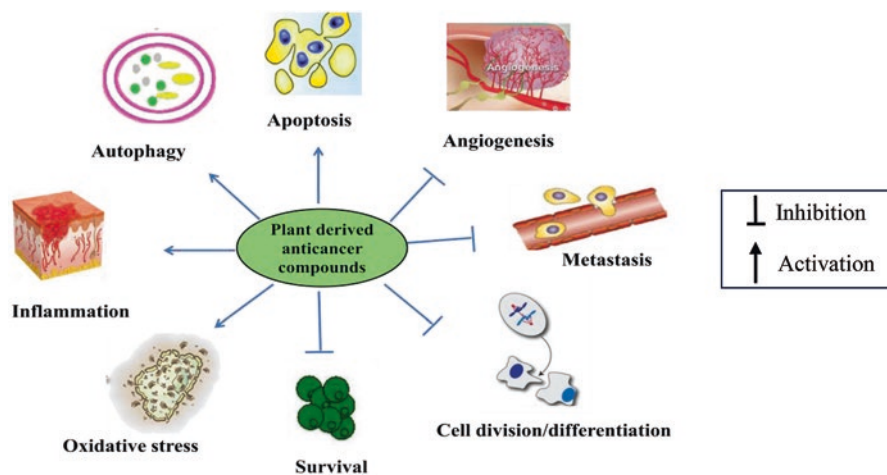 Autophagy
Apoptosis
Angiogenesis
Angiogenesis
Plant derived
anticancer
compounds
Inflammation
Metastasis
Oxidative stress
Survival
Cell division/differentiation
Inhibition
Activation